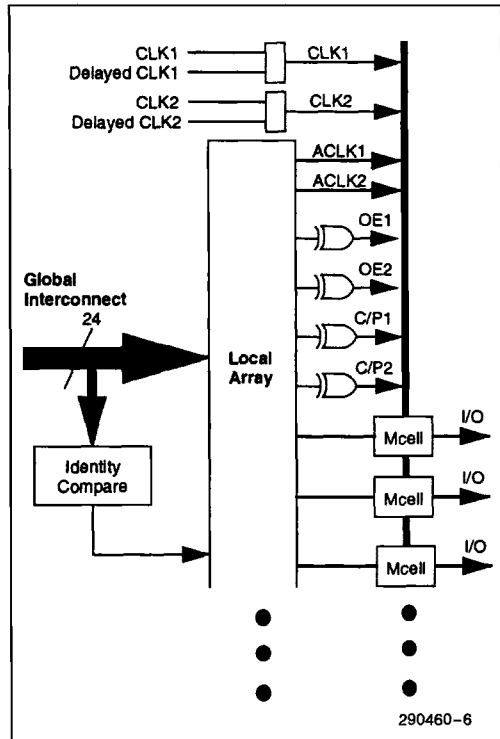 CLK1
Delayed CLK1
CLK1
CLK2
Delayed CLK2
CLK2
ACLK1
ACLK2
OE1
OE2
C/P1
C/P2
Global
Interconnect
24
Local
Array
Identity
Compare
Mcell
I/O
Mcell
I/O
Mcell
I/O
290460-6